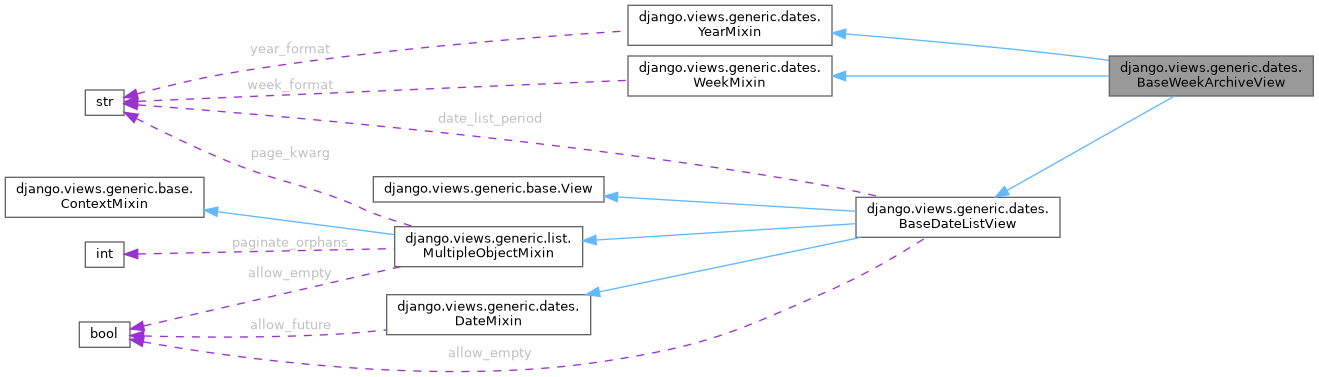 django.views.generic.dates.
YearMixin
year_format
django.views.generic.dates.
WeekMixin
django.views.generic.dates.
BaseWeekArchiveView
week_format
str
date_list_period
page_kwarg
django.views.generic.base.
ContextMixin
django.views.generic.base.View
django.views.generic.dates.
BaseDateListView
django.views.generic.list.
MultipleObjectMixin
paginate_orphans
int
allow_empty
django.views.generic.dates.
DateMixin
allow_future
bool
allow_empty